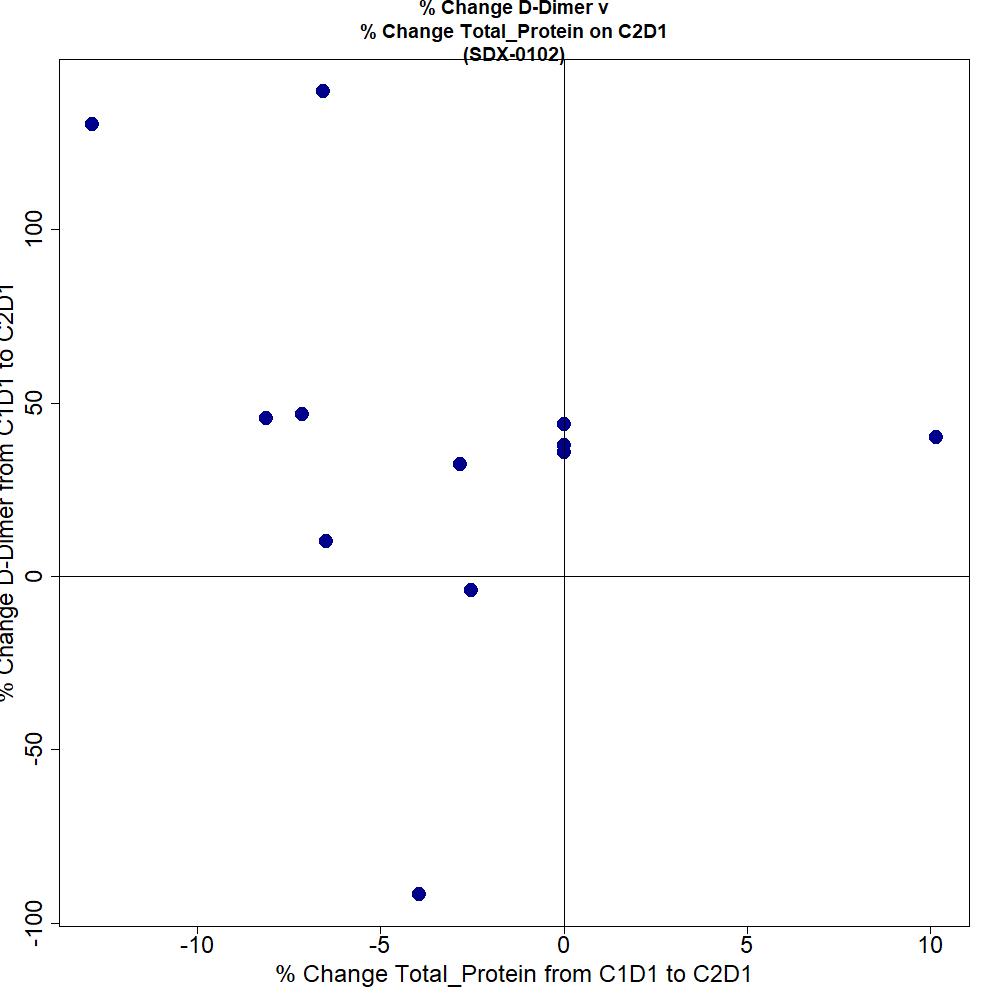 % Change D-Dimer v
% Change Total_Protein on C2D1
(SDX-0102)
% Change D-Dimer from C1D1 to C2D1
100
50
0
-50
-100
-10
-5
0
5
10
% Change Total_Protein from C1D1 to C2D1